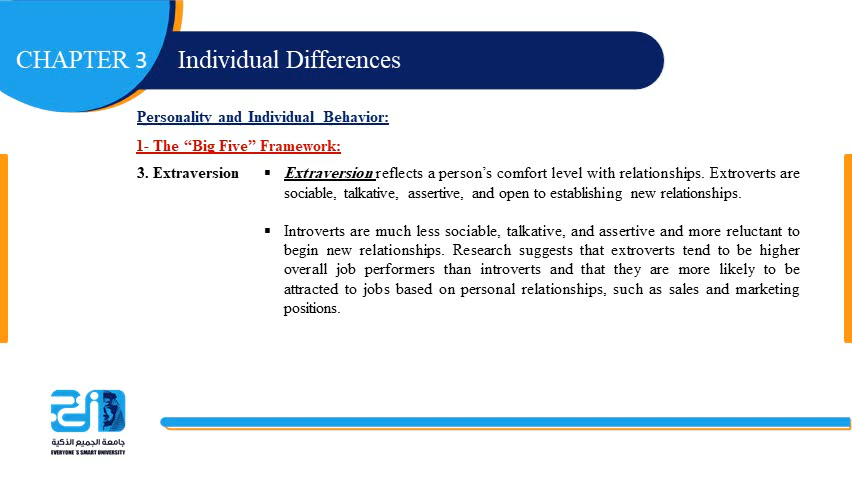 CHAPTER 3 Individual Differences
Personality and Individual Behavior:
1- The “Big Five” Framework:
3. Extraversion ▪ Extraversion reflects a person’s comfort level with relationships. Extroverts are
sociable, talkative, assertive, and open to establishing new relationships.
▪ Introverts are much less sociable, talkative, and assertive and more reluctant to
begin new relationships. Research suggests that extroverts tend to be higher
overall job performers than introverts and that they are more likely to be
attracted to jobs based on personal relationships, such as sales and marketing
positions.
جامعة الجميع الذكية
EVERYONE'S SMART UNIVERSITY